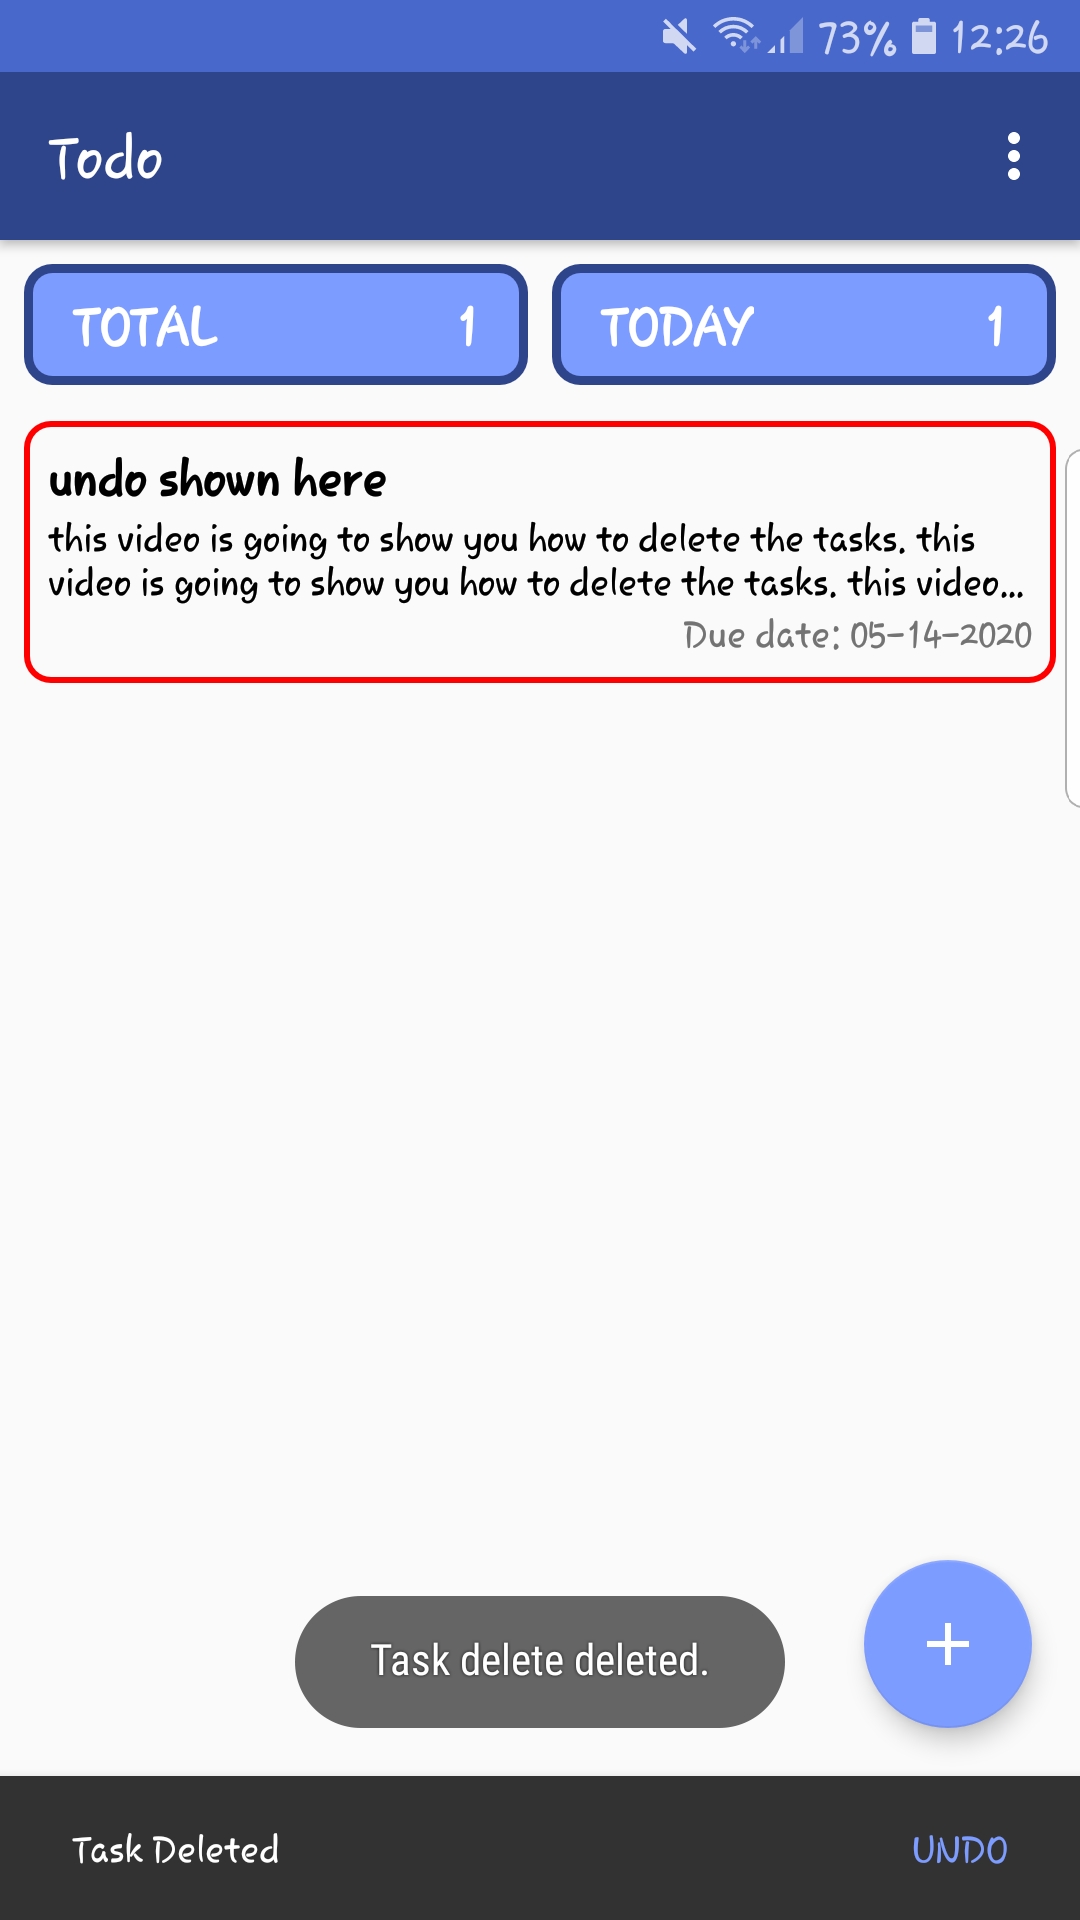 73% 12:26
Todo
TOTAL 1 TODAY 1
undo shown here
this video is going to show you how to delete the tasks. this
video is going to show you how to delete the tasks. this video...
Due date: 05-14-2020
Task delete deleted.
Task Deleted UNDO